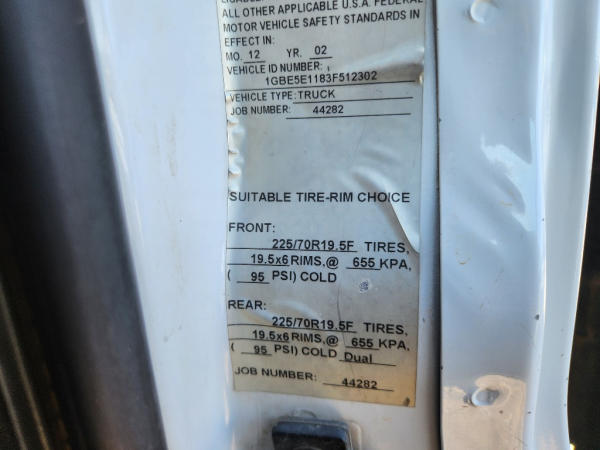 ALL OTHER APPLICABLE U.S.A. FEDERAL
MOTOR VEHICLE SAFETY STANDARDS IN
EFFECT IN:
MO. 12 YR. 02
VEHICLE ID NUMBER:
1GBE5E1183F512302
VEHICLE TYPE: TRUCK
JOB NUMBER: 44282
SUITABLE TIRE-RIM CHOICE
FRONT:
225/70R19.5F TIRES,
19.5x6 RIMS,@ 655 KPA,
( 95 PSI) COLD
REAR:
225/70R19.5F TIRES,
19.5x6 RIMS,@ 655 KPA,
( 95 PSI) COLD Dual
JOB NUMBER: 44282